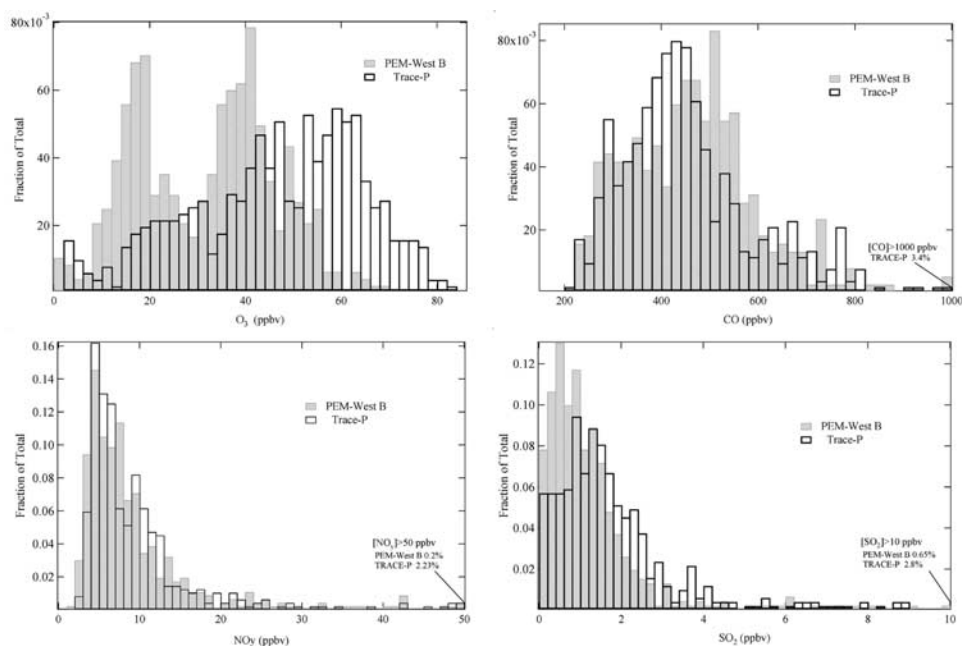 80x10⁻³
60
40
20
Fraction of Total
PEM-West B
Trace-P
0 20 40 60 80
O₃ (ppbv)
80x10⁻³
60
40
20
Fraction of Total
PEM-West B
Trace-P
[CO]>1000 ppbv
TRACE-P 3.4%
200 400 600 800 1000
CO (ppbv)
0.16
0.14
0.12
0.10
0.08
0.06
0.04
0.02
Fraction of Total
PEM-West B
Trace-P
[NOy]>50 ppbv
PEM-West B 0.2%
TRACE-P 2.23%
0 10 20 30 40 50
NOy (ppbv)
0.12
0.10
0.08
0.06
0.04
0.02
Fraction of Total
PEM-West B
Trace-P
[SO₂]>10 ppbv
PEM-West B 0.65%
TRACE-P 2.8%
0 2 4 6 8 10
SO₂ (ppbv)